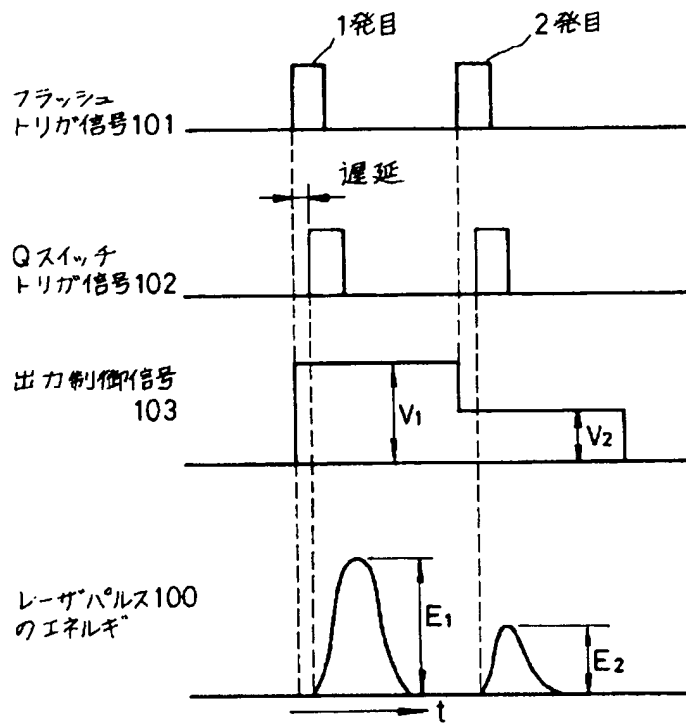 1発目
2発目
フラッシュ
トリガ信号101
遅延
Qスイッチ
トリガ信号102
出力制御信号
103
V1
V2
レーザパルス100
のエネルギ
E1
E2
t